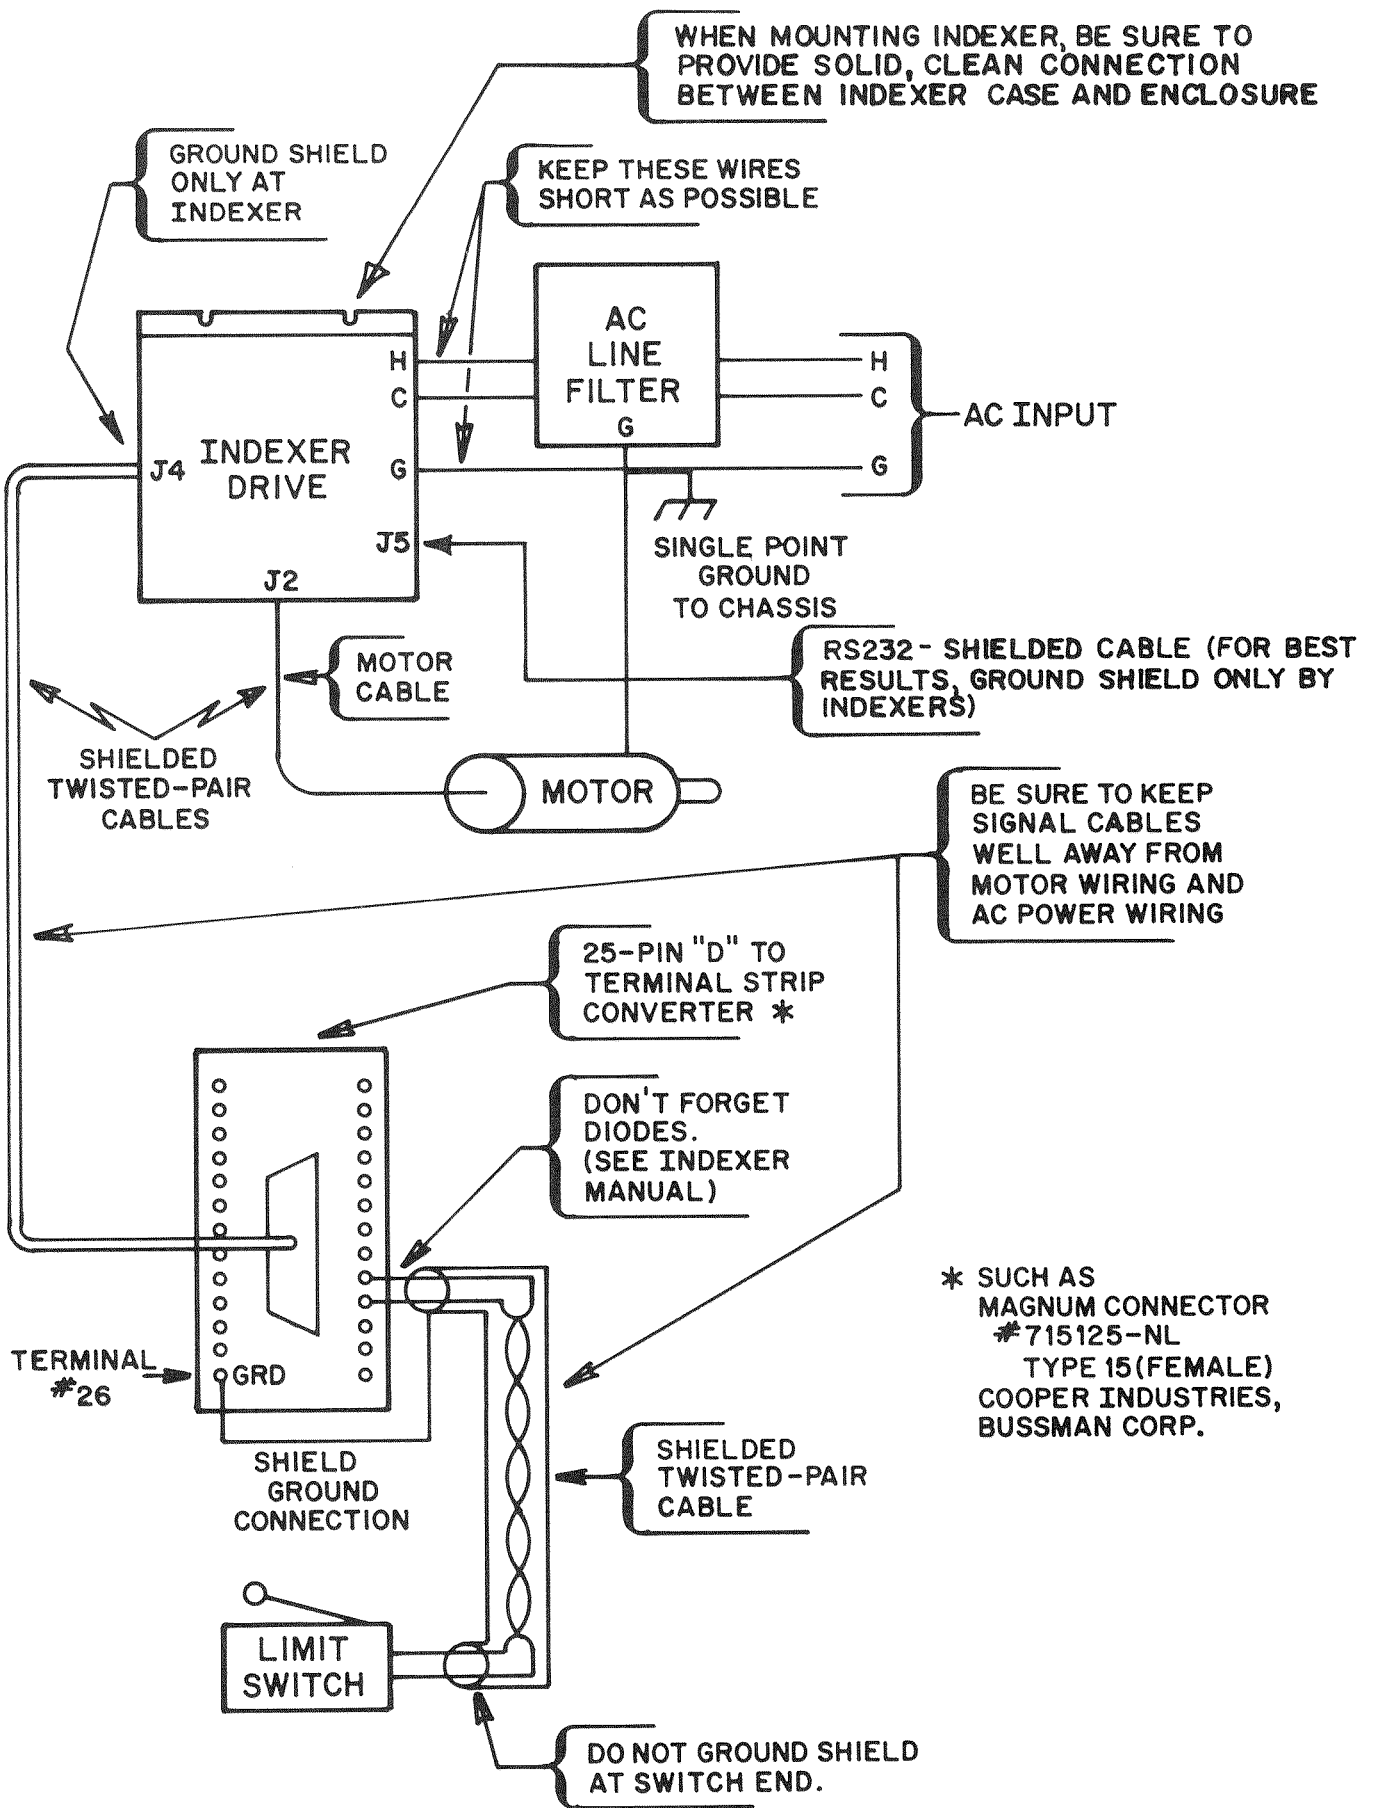 WHEN MOUNTING INDEXER, BE SURE TO
PROVIDE SOLID, CLEAN CONNECTION
BETWEEN INDEXER CASE AND ENCLOSURE
GROUND SHIELD
ONLY AT
INDEXER
KEEP THESE WIRES
SHORT AS POSSIBLE
AC
LINE
FILTER
G
H
C
G
H
C
G
AC INPUT
J4
INDEXER
DRIVE
J5
J2
SINGLE POINT
GROUND
TO CHASSIS
MOTOR
CABLE
RS232- SHIELDED CABLE (FOR BEST
RESULTS, GROUND SHIELD ONLY BY
INDEXERS)
SHIELDED
TWISTED-PAIR
CABLES
MOTOR
BE SURE TO KEEP
SIGNAL CABLES
WELL AWAY FROM
MOTOR WIRING AND
AC POWER WIRING
25-PIN "D" TO
TERMINAL STRIP
CONVERTER *
DON'T FORGET
DIODES.
(SEE INDEXER
MANUAL)
* SUCH AS
MAGNUM CONNECTOR
#715125-NL
TYPE 15(FEMALE)
COOPER INDUSTRIES,
BUSSMAN CORP.
TERMINAL
#26
GRD
SHIELD
GROUND
CONNECTION
SHIELDED
TWISTED-PAIR
CABLE
LIMIT
SWITCH
DO NOT GROUND SHIELD
AT SWITCH END.